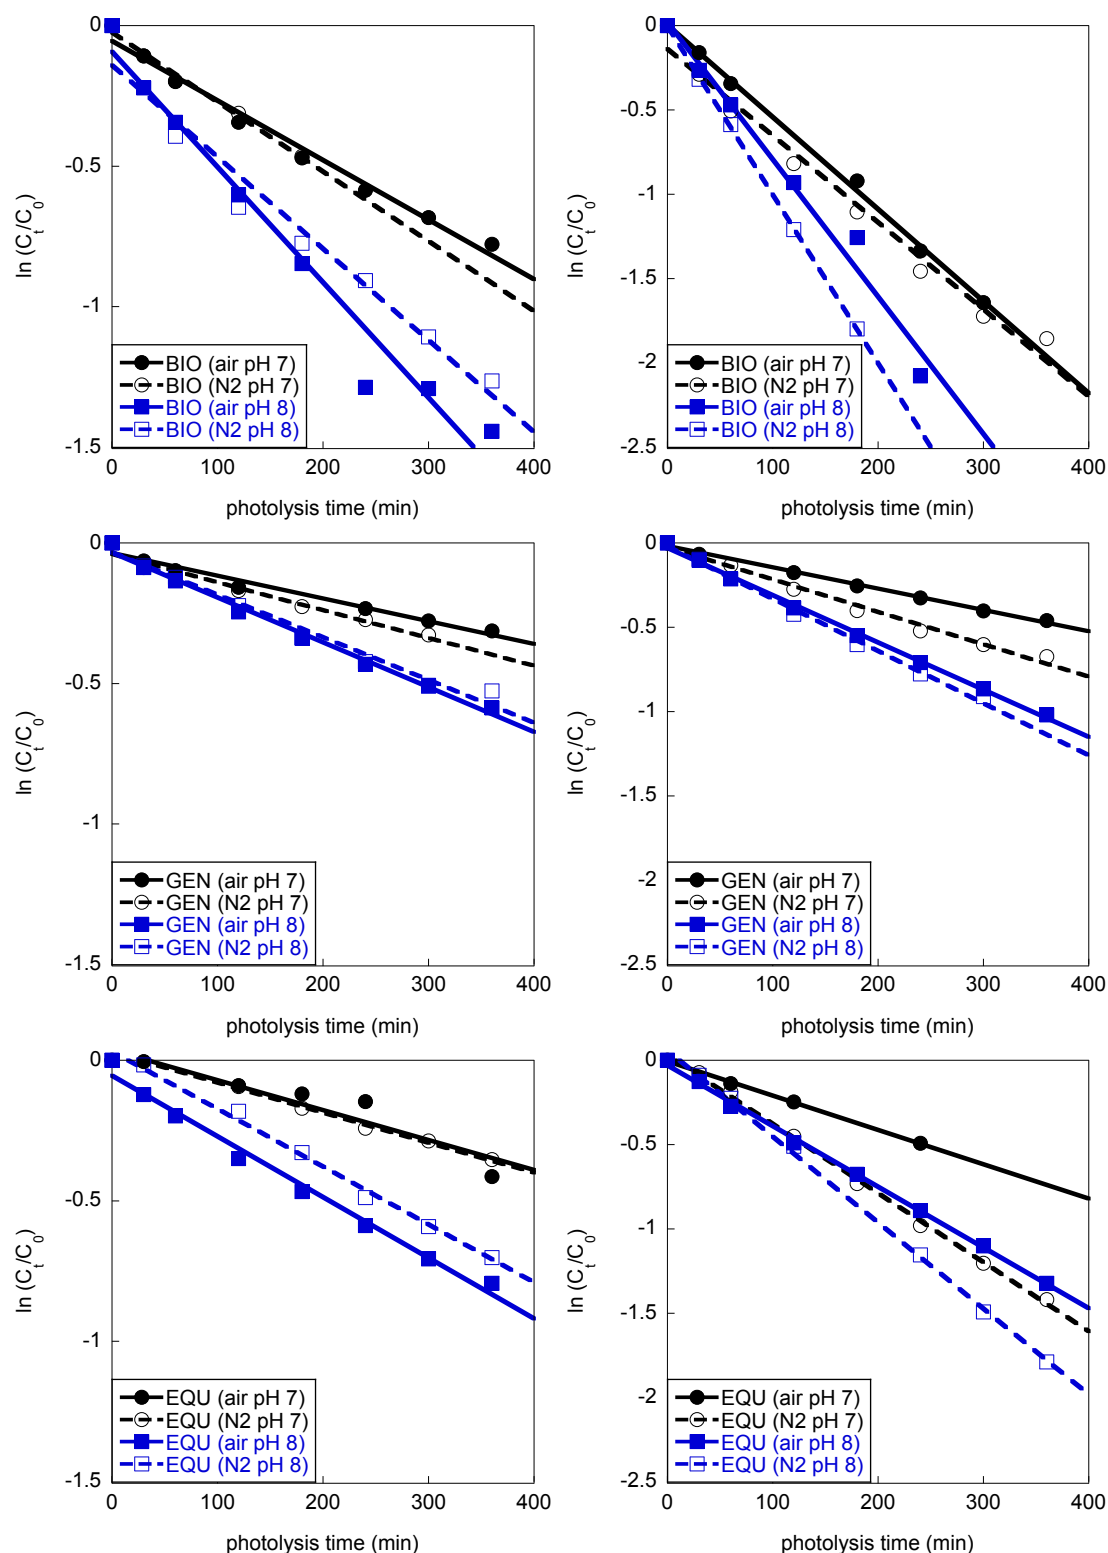 0
-0.5
-1
-1.5
ln (Ct/C0)
BIO (air pH 7)
BIO (N2 pH 7)
BIO (air pH 8)
BIO (N2 pH 8)
0 100 200 300 400
photolysis time (min)
0
-0.5
-1
-1.5
-2
-2.5
ln (Ct/C0)
BIO (air pH 7)
BIO (N2 pH 7)
BIO (air pH 8)
BIO (N2 pH 8)
0 100 200 300 400
photolysis time (min)
0
-0.5
-1
-1.5
ln (Ct/C0)
GEN (air pH 7)
GEN (N2 pH 7)
GEN (air pH 8)
GEN (N2 pH 8)
0 100 200 300 400
photolysis time (min)
0
-0.5
-1
-1.5
-2
-2.5
ln (Ct/C0)
GEN (air pH 7)
GEN (N2 pH 7)
GEN (air pH 8)
GEN (N2 pH 8)
0 100 200 300 400
photolysis time (min)
0
-0.5
-1
-1.5
ln (Ct/C0)
EQU (air pH 7)
EQU (N2 pH 7)
EQU (air pH 8)
EQU (N2 pH 8)
0 100 200 300 400
photolysis time (min)
0
-0.5
-1
-1.5
-2
-2.5
ln (Ct/C0)
EQU (air pH 7)
EQU (N2 pH 7)
EQU (air pH 8)
EQU (N2 pH 8)
0 100 200 300 400
photolysis time (min)